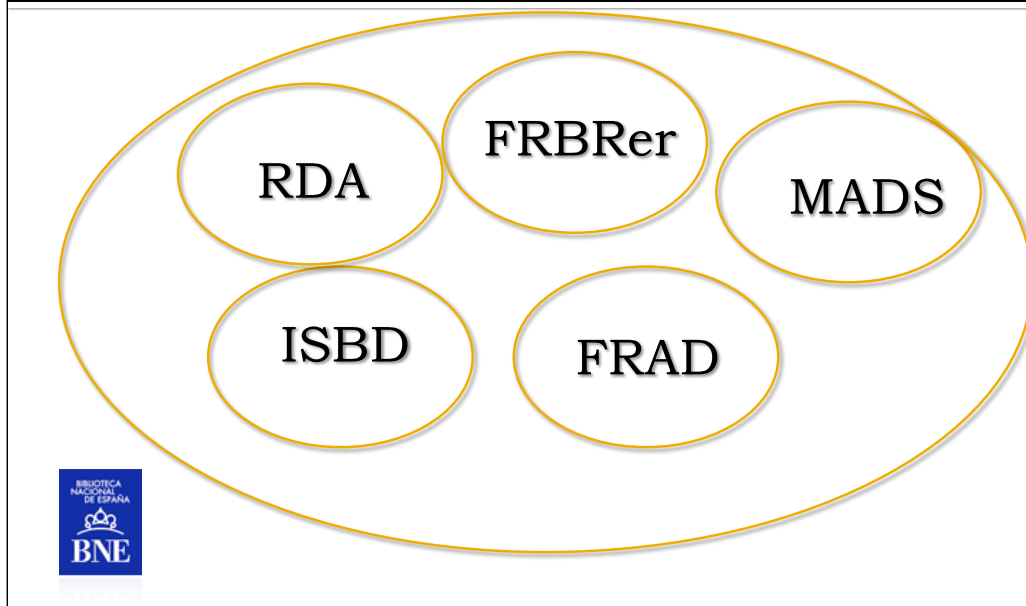 FRBRer
RDA
MADS
ISBD
FRAD
BIBLIOTECA
NACIONAL
DE ESPAÑA
BNE